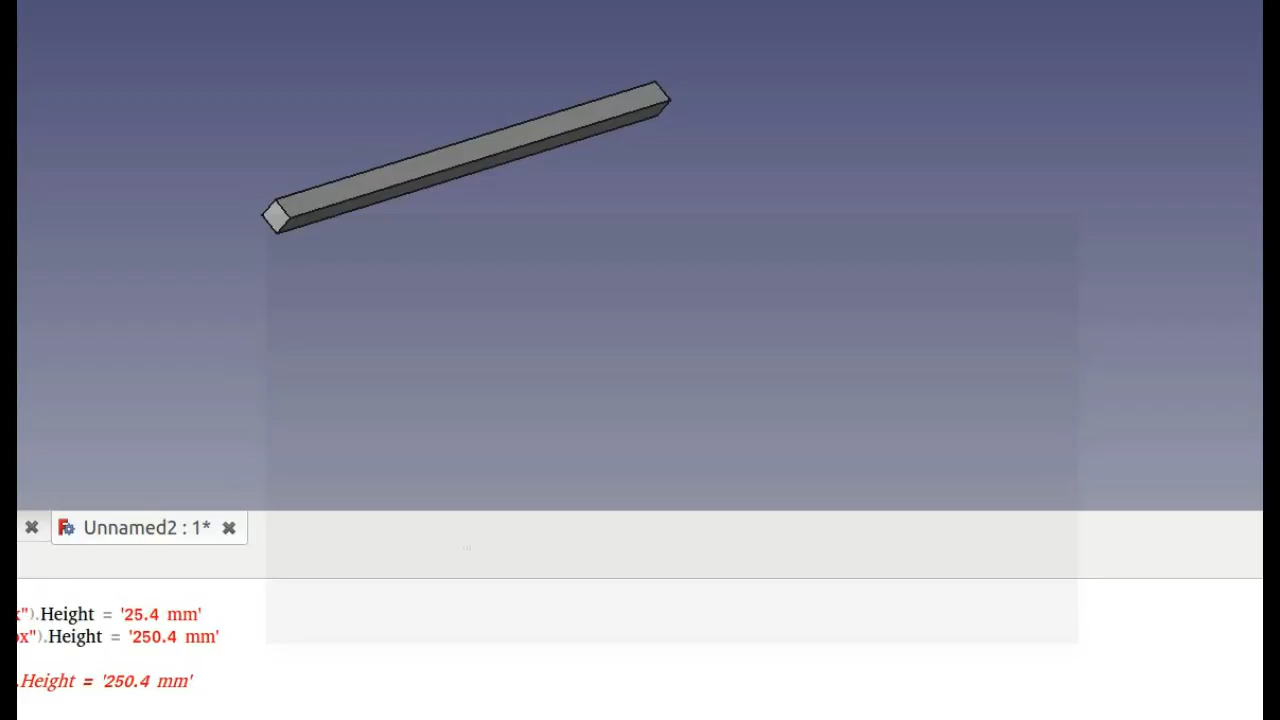 Unnamed2 : 1*
").Height = '25.4 mm'
x").Height = '250.4 mm'
.Height = '250.4 mm'